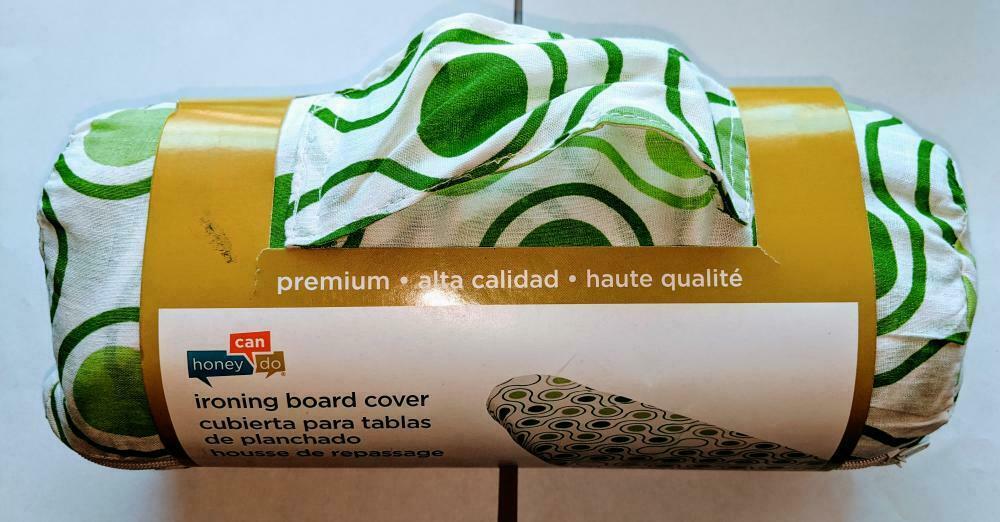 premium • alta calidad • haute qualité
can
honey do®
ironing board cover
cubierta para tablas
de planchado
housse de repassage